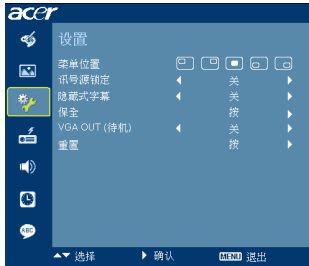 acer
设置
菜单位置
讯号源锁定 关
隐藏式字幕 关
保全 按
VGA OUT (待机) 关
重置 按
ABC
选择 确认 MENU 退出